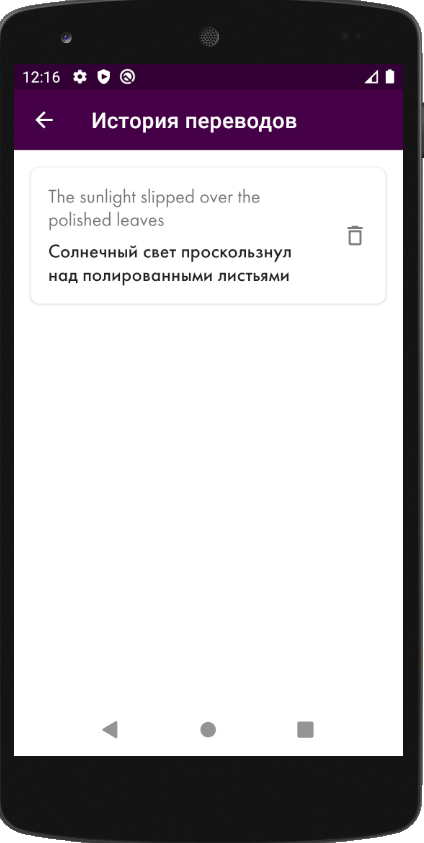 12:16
История переводов
The sunlight slipped over the
polished leaves
Солнечный свет проскользнул
над полированными листьями